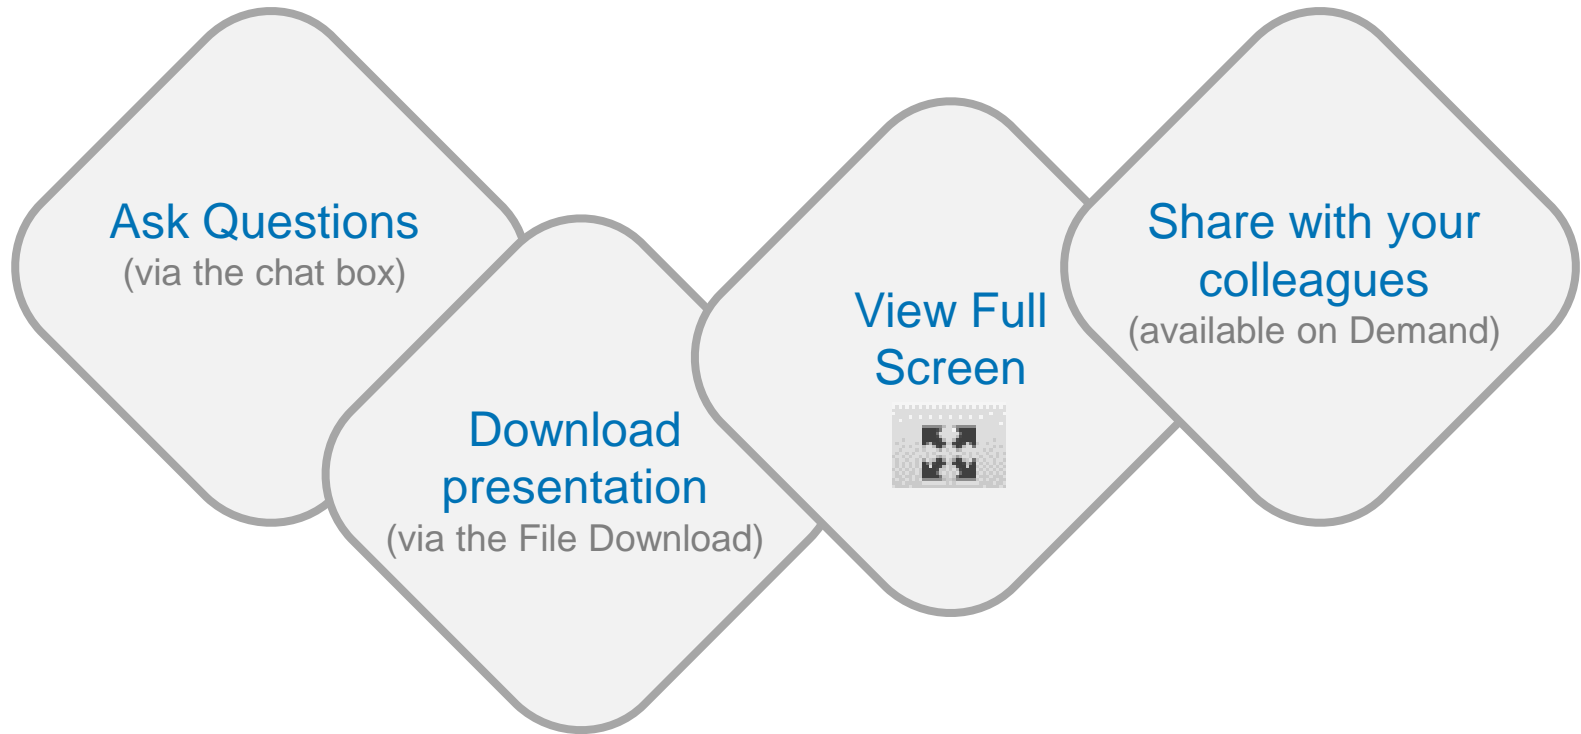 Ask Questions
(via the chat box)
Download
presentation
(via the File Download)
View Full
Screen
Share with your
colleagues
(available on Demand)